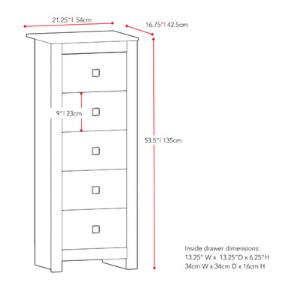 21.25"| 54cm
16.75"| 42.5cm
9"| 23cm
53.5"| 135cm
Inside drawer dimensions:
13.25" W x 13.25"D x 6.25"H
34cm W x 34cm D x 16cm H